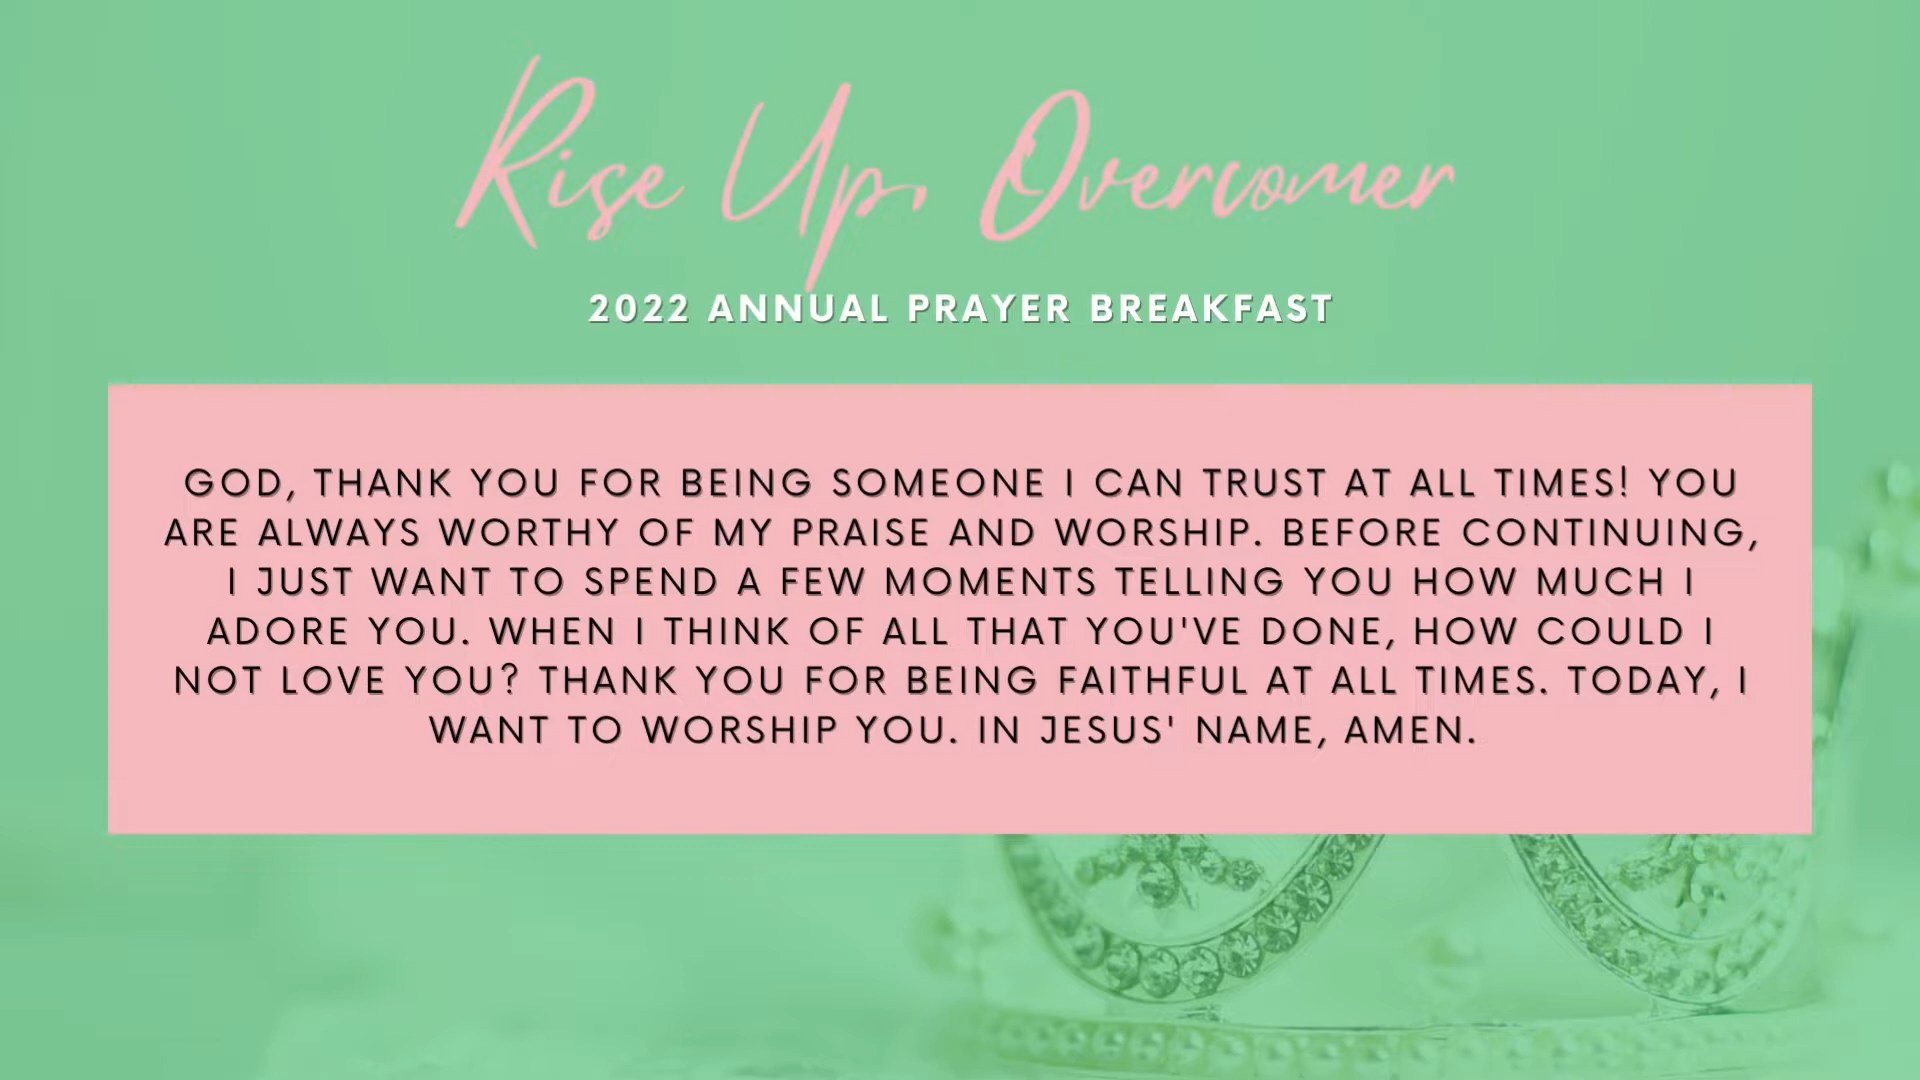 Rise Up, Overcomer
2022 ANNUAL PRAYER BREAKFAST
GOD, THANK YOU FOR BEING SOMEONE I CAN TRUST AT ALL TIMES! YOU
ARE ALWAYS WORTHY OF MY PRAISE AND WORSHIP. BEFORE CONTINUING,
I JUST WANT TO SPEND A FEW MOMENTS TELLING YOU HOW MUCH I
ADORE YOU. WHEN I THINK OF ALL THAT YOU'VE DONE, HOW COULD I
NOT LOVE YOU? THANK YOU FOR BEING FAITHFUL AT ALL TIMES. TODAY, I
WANT TO WORSHIP YOU. IN JESUS' NAME, AMEN.